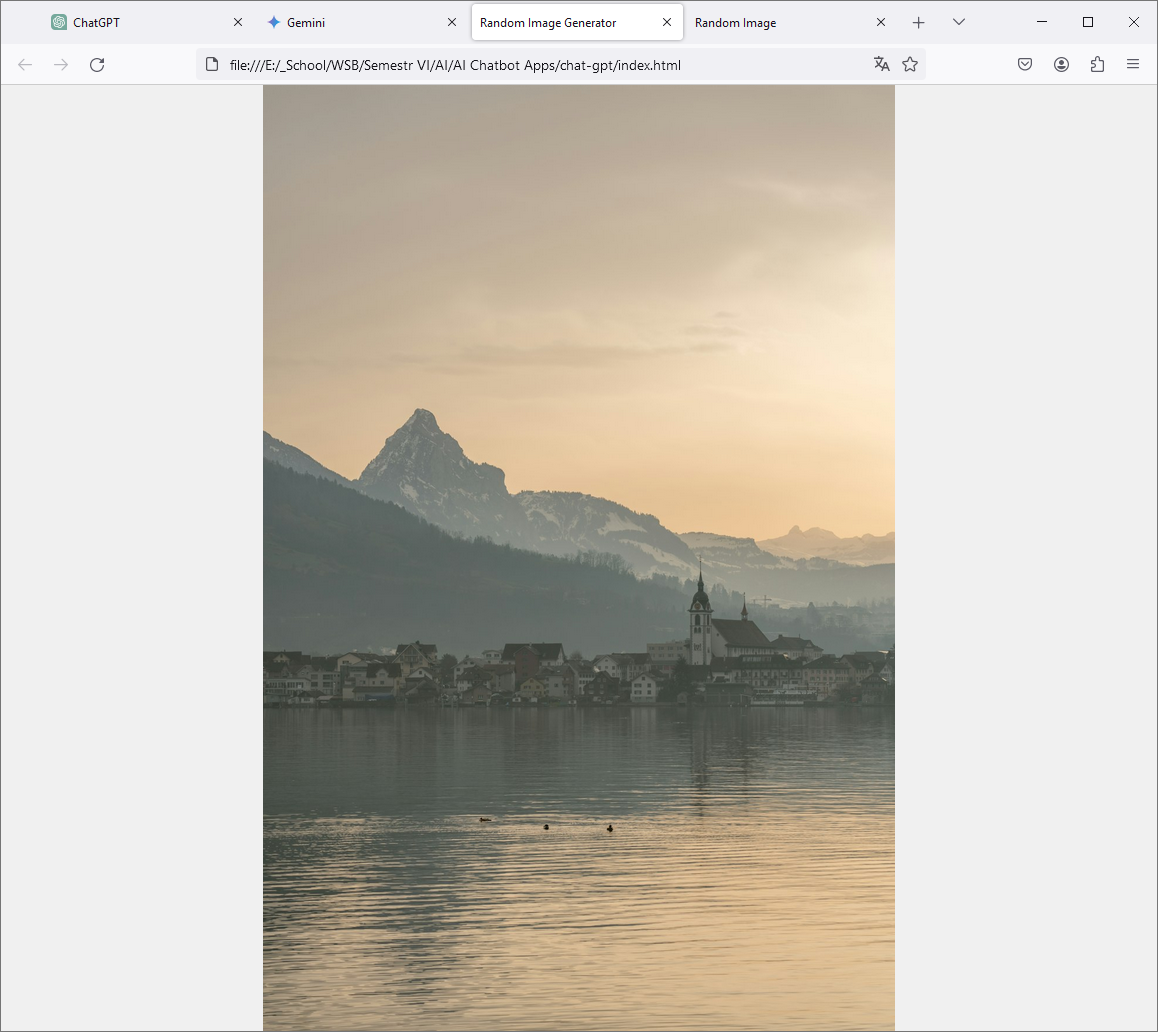 ChatGPT
Gemini
Random Image Generator
Random Image
file:///E:/_School/WSB/Semestr VI/AI/AI Chatbot Apps/chat-gpt/index.html